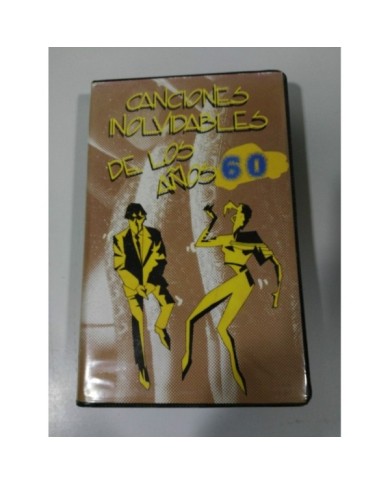 CANCIONES
INOLVIDABLES
DE LOS
AÑOS 60